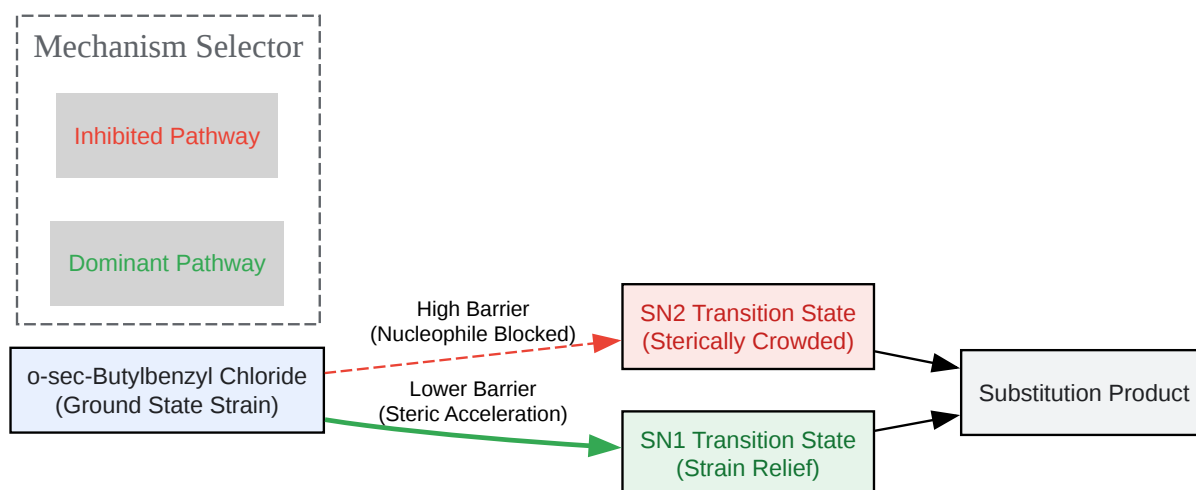 Mechanism Selector
Inhibited Pathway
Dominant Pathway
High Barrier
(Nucleophile Blocked)
SN2 Transition State
(Sterically Crowded)
o-sec-Butylbenzyl Chloride
(Ground State Strain)
Lower Barrier
(Steric Acceleration)
Substitution Product
SN1 Transition State
(Strain Relief)